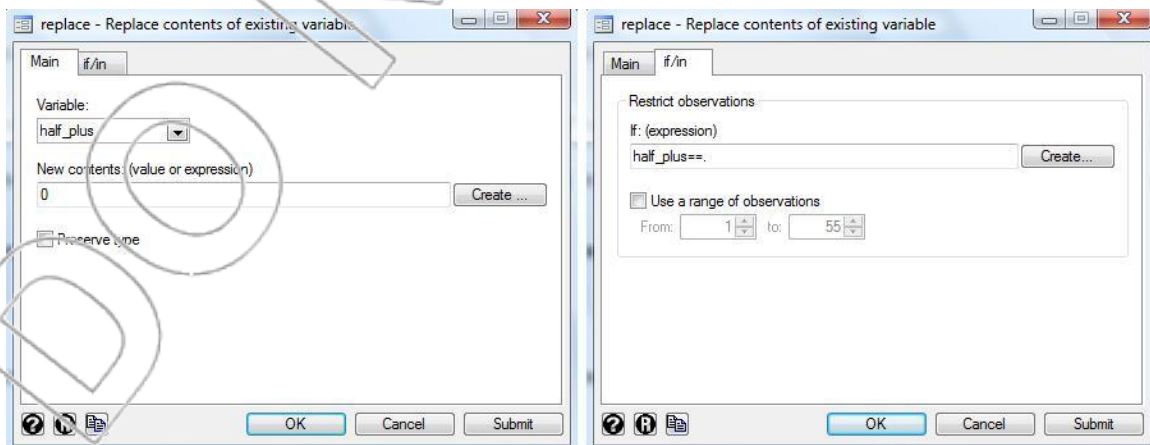 replace - Replace contents of existing variable
Main if/in
Variable:
half_plus
New contents: (value or expression)
0
Create ...
Preserve type
OK Cancel Submit
replace - Replace contents of existing variable
Main if/in
Restrict observations
If: (expression)
half_plus==.
Create...
Use a range of observations
From: 1 to: 55
OK Cancel Submit